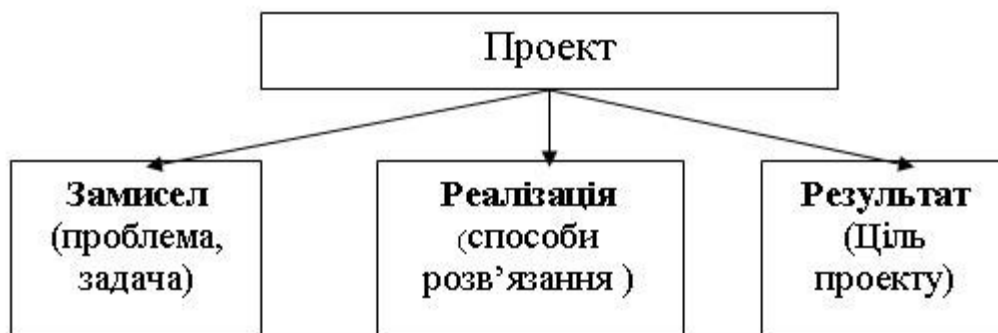 Проект
Замисел
(проблема,
задача)
Реалізація
(способи
розв’язання )
Результат
(Ціль
проекту)